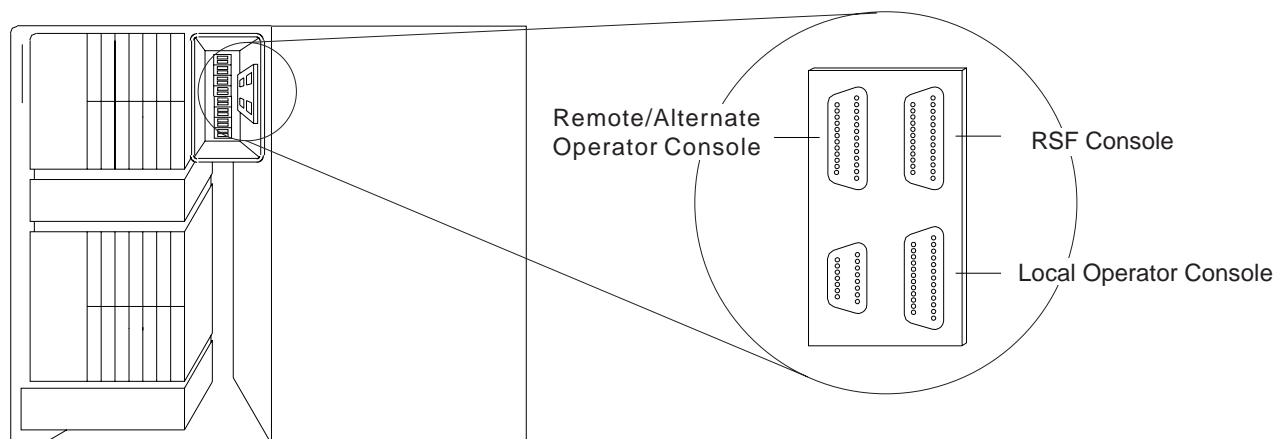 Remote/Alternate
Operator Console
RSF Console
Local Operator Console